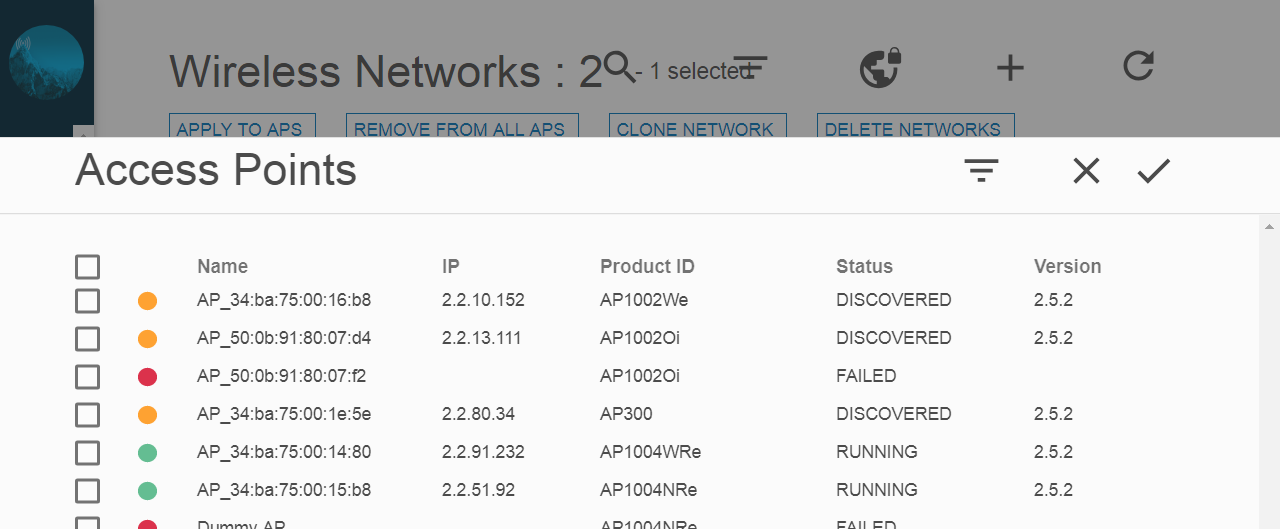 Wireless Networks : 2 - 1 selected
APPLY TO APS REMOVE FROM ALL APS CLONE NETWORK DELETE NETWORKS
Access Points
Name IP Product ID Status Version
AP_34:ba:75:00:16:b8 2.2.10.152 AP1002We DISCOVERED 2.5.2
AP_50:0b:91:80:07:d4 2.2.13.111 AP1002Oi DISCOVERED 2.5.2
AP_50:0b:91:80:07:f2 AP1002Oi FAILED
AP_34:ba:75:00:1e:5e 2.2.80.34 AP300 DISCOVERED 2.5.2
AP_34:ba:75:00:14:80 2.2.91.232 AP1004WRe RUNNING 2.5.2
AP_34:ba:75:00:15:b8 2.2.51.92 AP1004NRe RUNNING 2.5.2
Dummy AP AP1004NRe FAILED